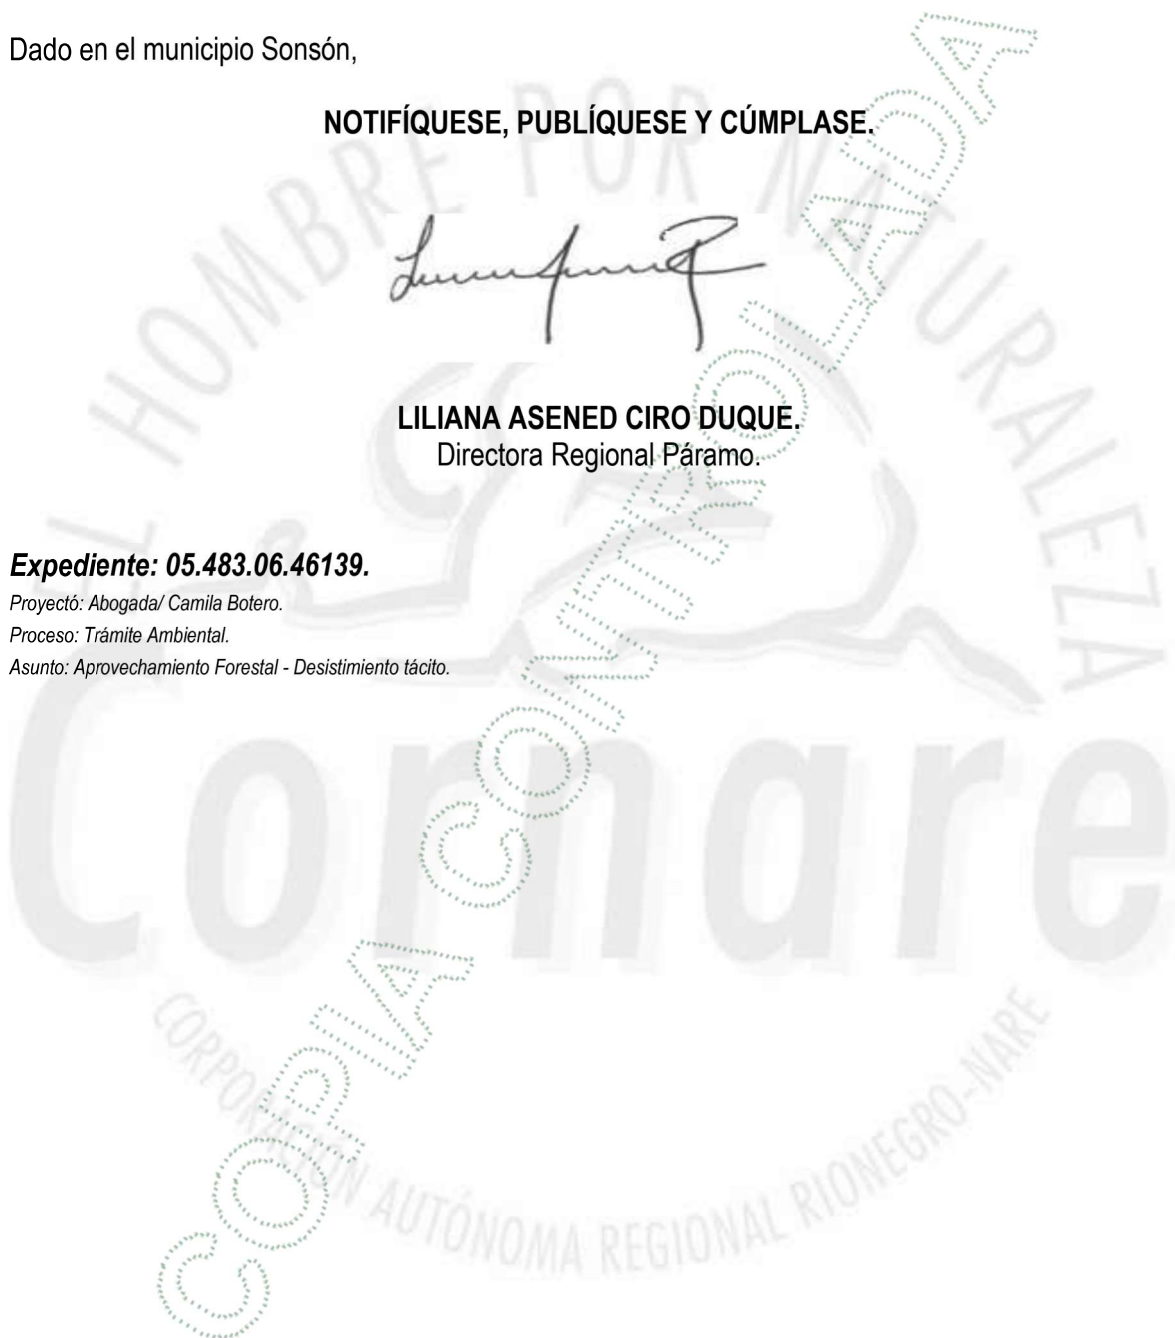 Dado en el municipio Sonsón,
NOTIFÍQUESE, PUBLÍQUESE Y CÚMPLASE.
LILIANA ASENED CIRO DUQUE.
Directora Regional Páramo.
Expediente: 05.483.06.46139.
Proyectó: Abogada/ Camila Botero.
Proceso: Trámite Ambiental.
Asunto: Aprovechamiento Forestal - Desistimiento tácito.
EL HOMBRE POR NATURALEZA
Cornare
CORPORACIÓN AUTÓNOMA REGIONAL RIONEGRO-NARE
COPIA CONTROLADA